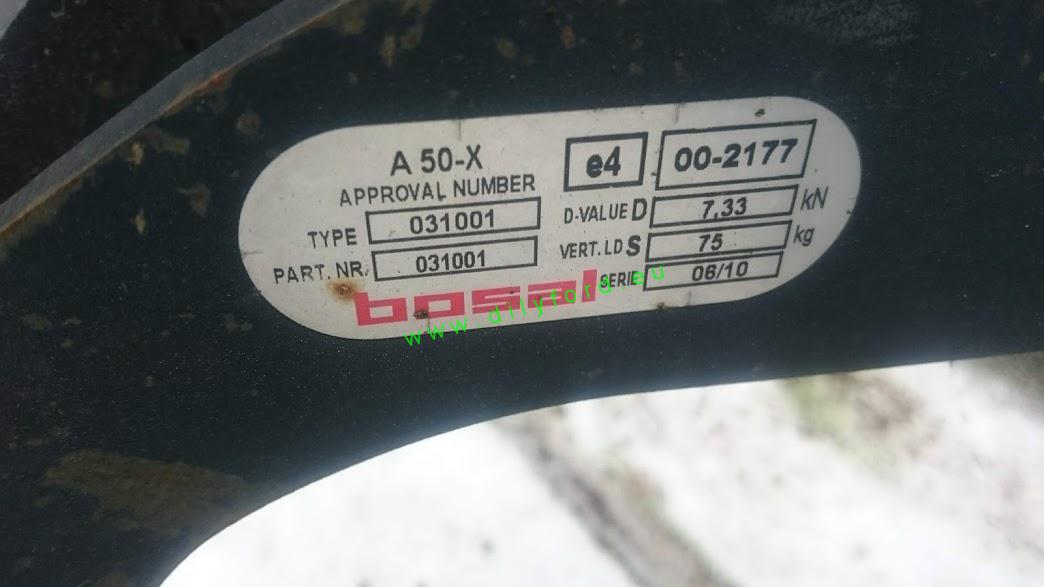 A 50-X
APPROVAL NUMBER e4 00-2177
TYPE 031001 D-VALUE D 7,33 kN
PART. NR. 031001 VERT. LD S 75 kg
bosal SERIE 06/10
www.dilyford.eu